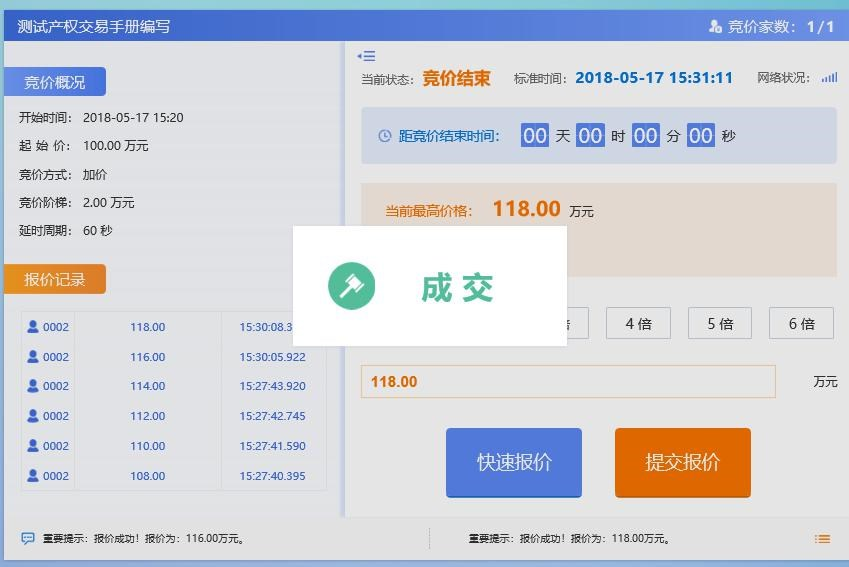 测试产权交易手册编写
竞价家数：1/1
竞价概况
开始时间： 2018-05-17 15:20
起 始 价： 100.00 万元
竞价方式： 加价
竞价阶梯： 2.00 万元
延时周期： 60 秒
报价记录
0002 118.00 15:30:08.3
0002 116.00 15:30:05.922
0002 114.00 15:27:43.920
0002 112.00 15:27:42.745
0002 110.00 15:27:41.590
0002 108.00 15:27:40.395
当前状态： 竞价结束 标准时间： 2018-05-17 15:31:11 网络状况：
距竞价结束时间： 00 天 00 时 00 分 00 秒
当前最高价格： 118.00 万元
成交
倍 4 倍 5 倍 6 倍
118.00 万元
快速报价 提交报价
重要提示：报价成功！报价为：116.00万元。
重要提示：报价成功！报价为：118.00万元。